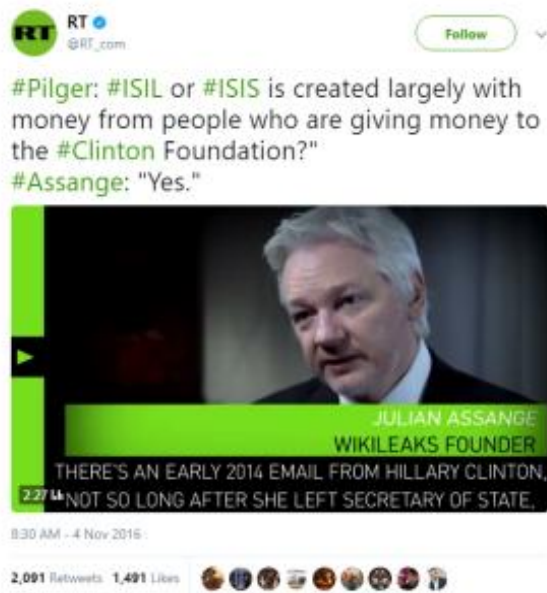 RT
RT
@RT_com
Follow
#Pilger: #ISIL or #ISIS is created largely with
money from people who are giving money to
the #Clinton Foundation?"
#Assange: "Yes."
JULIAN ASSANGE
WIKILEAKS FOUNDER
THERE'S AN EARLY 2014 EMAIL FROM HILLARY CLINTON,
2:27 NOT SO LONG AFTER SHE LEFT SECRETARY OF STATE,
8:30 AM - 4 Nov 2016
2,091 Retweets 1,491 Likes